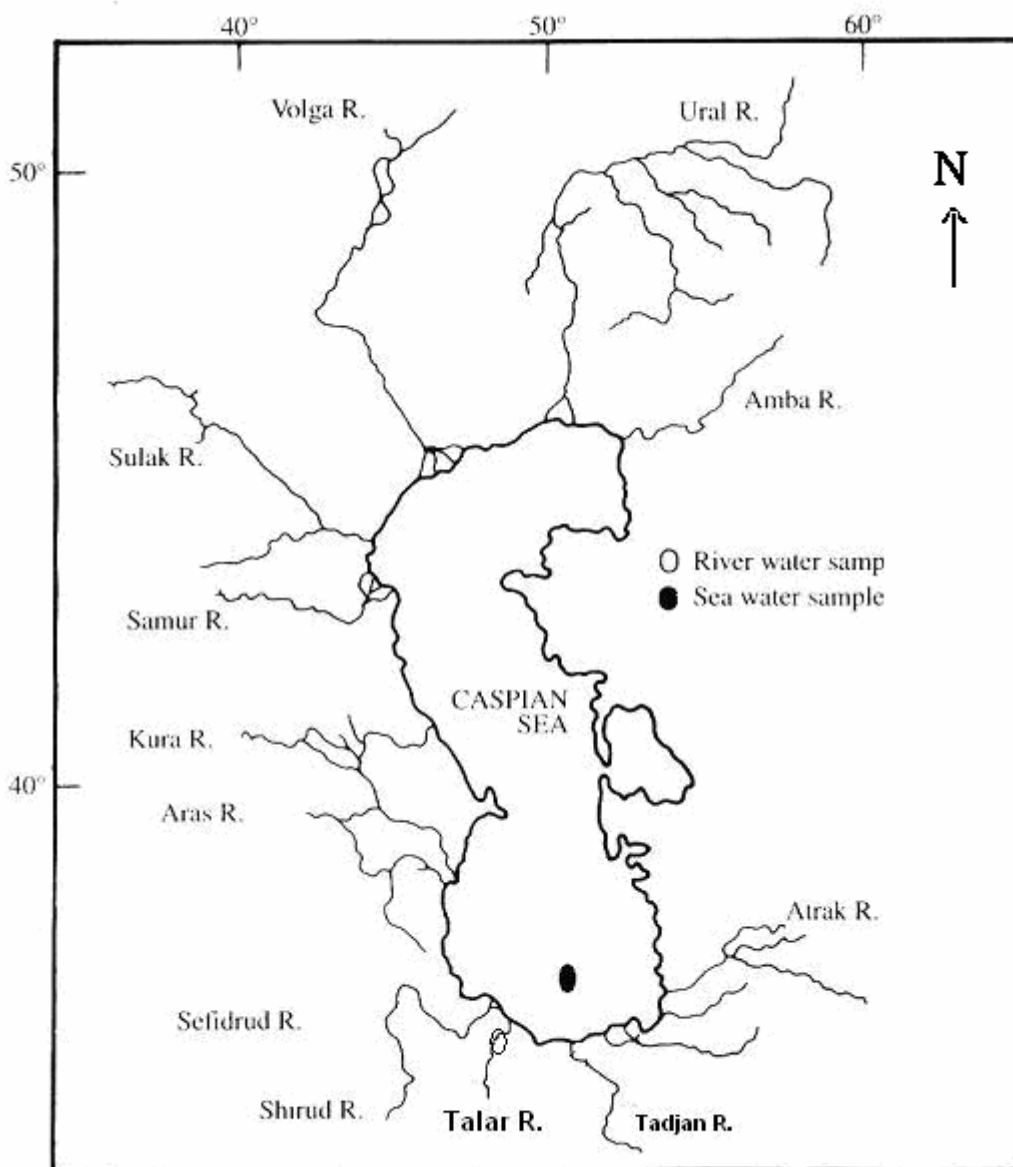 40°
50°
60°
Volga R.
Ural R.
50°
N
Amba R.
Sulak R.
River water samp
Sea water sample
Samur R.
CASPIAN
SEA
Kura R.
40°
Aras R.
Atrak R.
Sefidrud R.
Shirud R.
Talar R.
Tadjan R.